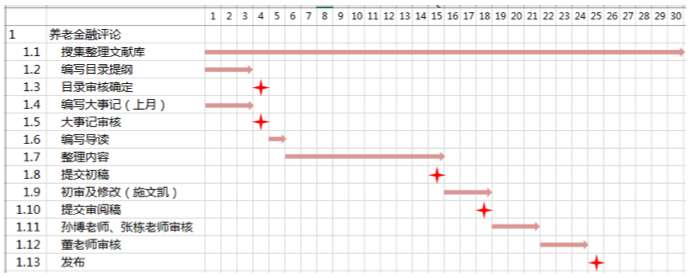 1 2 3 4 5 6 7 8 9 10 11 12 13 14 15 16 17 18 19 20 21 22 23 24 25 26 27 28 29 30
1 养老金融评论
1.1 搜集整理文献库
1.2 编写目录提纲
1.3 目录审核确定
1.4 编写大事记（上月）
1.5 大事记审核
1.6 编写导读
1.7 整理内容
1.8 提交初稿
1.9 初审及修改（施文凯）
1.10 提交审阅稿
1.11 孙博老师、张栋老师审核
1.12 董老师审核
1.13 发布